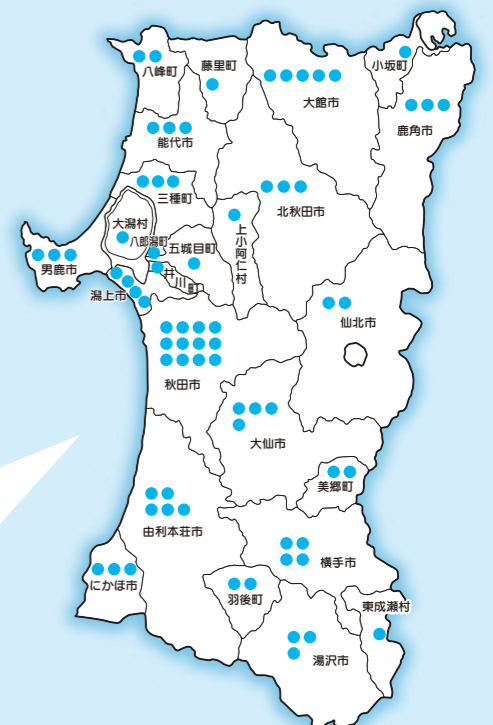 八峰町
藤里町
小坂町
大館市
鹿角市
能代市
三種町
北秋田市
大潟村
八郎潟町
五城目町
上小阿仁村
男鹿市
井川町
潟上市
仙北市
秋田市
大仙市
美郷町
由利本荘市
横手市
にかほ市
羽後町
東成瀬村
湯沢市